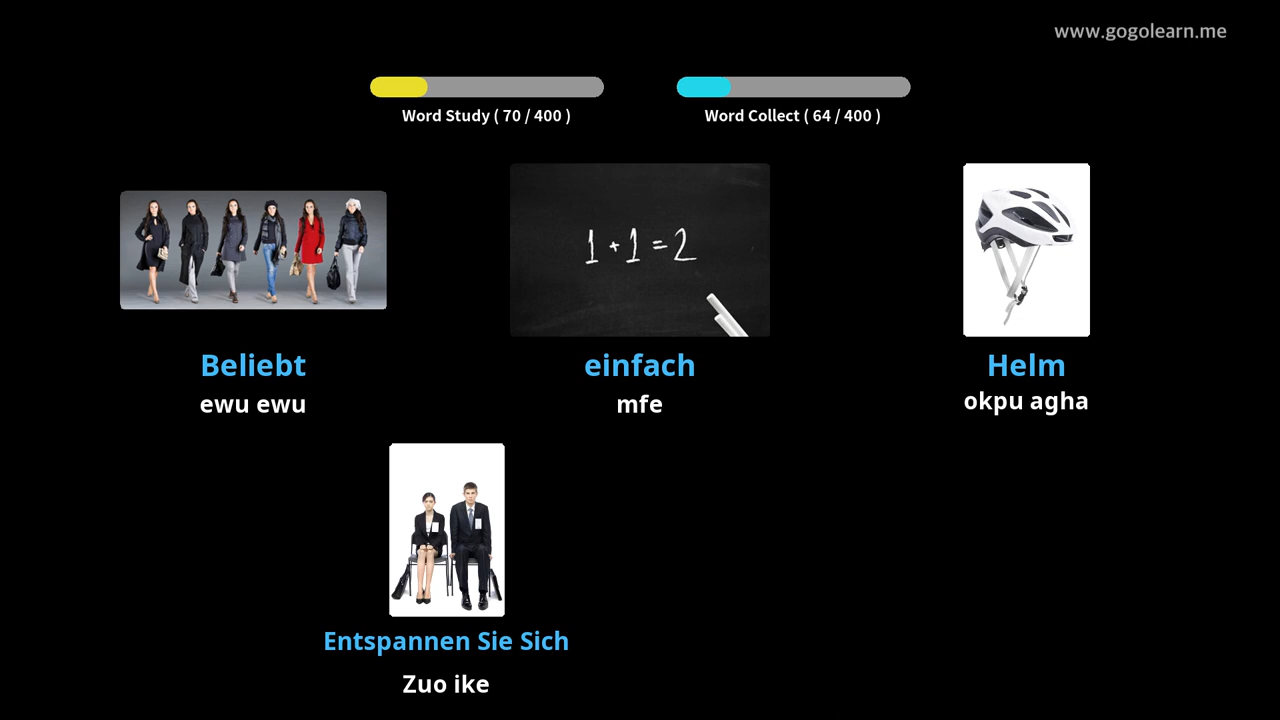 www.gogolearn.me
Word Study ( 70 / 400 )
Word Collect ( 64 / 400 )
1 + 1 = 2
Beliebt
einfach
Helm
ewu ewu
mfe
okpu agha
Entspannen Sie Sich
Zuo ike